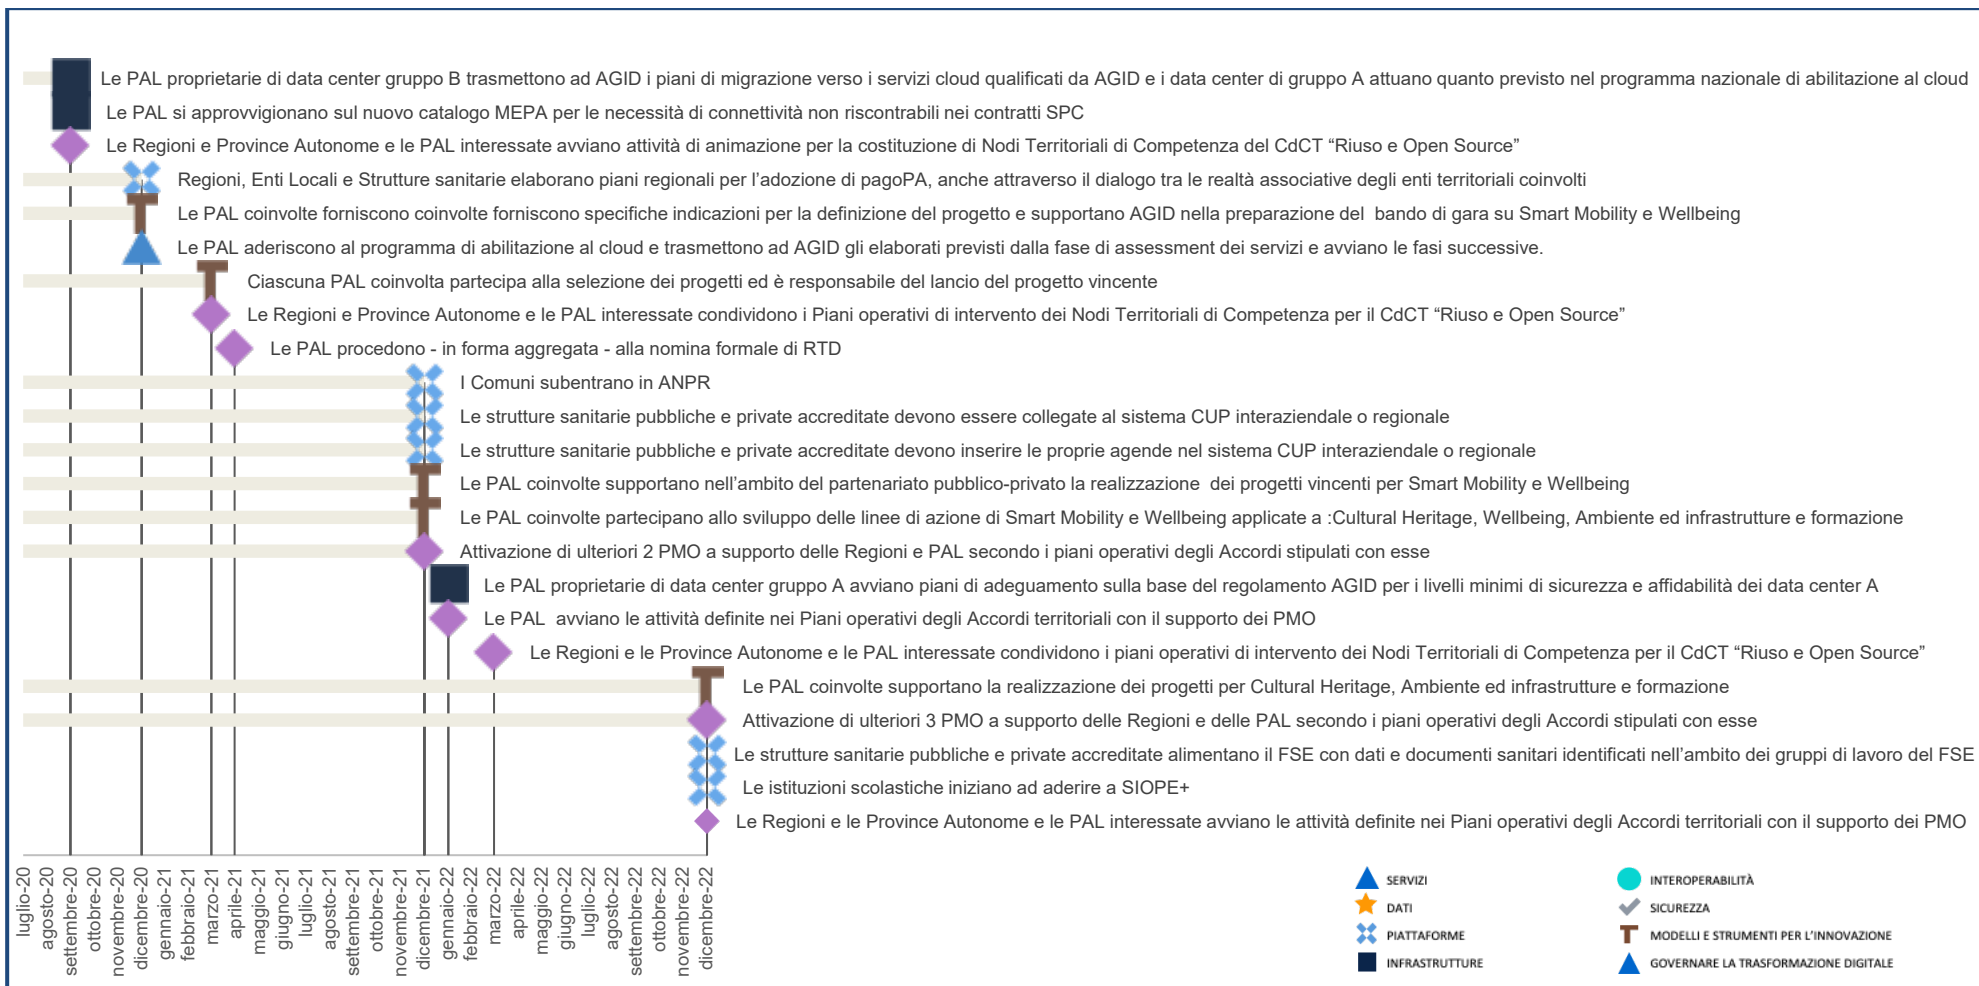 Le PAL proprietarie di data center gruppo B trasmettono ad AGID i piani di migrazione verso i servizi cloud qualificati da AGID e i data center di gruppo A attuano quanto previsto nel programma nazionale di abilitazione al cloud
Le PAL si approvvigionano sul nuovo catalogo MEPA per le necessità di connettività non riscontrabili nei contratti SPC
Le Regioni e Province Autonome e le PAL interessate avviano attività di animazione per la costituzione di Nodi Territoriali di Competenza del CdCT “Riuso e Open Source”
Regioni, Enti Locali e Strutture sanitarie elaborano piani regionali per l’adozione di pagoPA, anche attraverso il dialogo tra le realtà associative degli enti territoriali coinvolti
Le PAL coinvolte forniscono coinvolte forniscono specifiche indicazioni per la definizione del progetto e supportano AGID nella preparazione del bando di gara su Smart Mobility e Wellbeing
Le PAL aderiscono al programma di abilitazione al cloud e trasmettono ad AGID gli elaborati previsti dalla fase di assessment dei servizi e avviano le fasi successive.
Ciascuna PAL coinvolta partecipa alla selezione dei progetti ed è responsabile del lancio del progetto vincente
Le Regioni e Province Autonome e le PAL interessate condividono i Piani operativi di intervento dei Nodi Territoriali di Competenza per il CdCT “Riuso e Open Source”
Le PAL procedono - in forma aggregata - alla nomina formale di RTD
I Comuni subentrano in ANPR
Le strutture sanitarie pubbliche e private accreditate devono essere collegate al sistema CUP interaziendale o regionale
Le strutture sanitarie pubbliche e private accreditate devono inserire le proprie agende nel sistema CUP interaziendale o regionale
Le PAL coinvolte supportano nell’ambito del partenariato pubblico-privato la realizzazione dei progetti vincenti per Smart Mobility e Wellbeing
Le PAL coinvolte partecipano allo sviluppo delle linee di azione di Smart Mobility e Wellbeing applicate a :Cultural Heritage, Wellbeing, Ambiente ed infrastrutture e formazione
Attivazione di ulteriori 2 PMO a supporto delle Regioni e PAL secondo i piani operativi degli Accordi stipulati con esse
Le PAL proprietarie di data center gruppo A avviano piani di adeguamento sulla base del regolamento AGID per i livelli minimi di sicurezza e affidabilità dei data center A
Le PAL avviano le attività definite nei Piani operativi degli Accordi territoriali con il supporto dei PMO
Le Regioni e le Province Autonome e le PAL interessate condividono i piani operativi di intervento dei Nodi Territoriali di Competenza per il CdCT “Riuso e Open Source”
Le PAL coinvolte supportano la realizzazione dei progetti per Cultural Heritage, Ambiente ed infrastrutture e formazione
Attivazione di ulteriori 3 PMO a supporto delle Regioni e delle PAL secondo i piani operativi degli Accordi stipulati con esse
Le strutture sanitarie pubbliche e private accreditate alimentano il FSE con dati e documenti sanitari identificati nell’ambito dei gruppi di lavoro del FSE
Le istituzioni scolastiche iniziano ad aderire a SIOPE+
Le Regioni e le Province Autonome e le PAL interessate avviano le attività definite nei Piani operativi degli Accordi territoriali con il supporto dei PMO
luglio-20
agosto-20
settembre-20
ottobre-20
novembre-20
dicembre-20
gennaio-21
febbraio-21
marzo-21
aprile-21
maggio-21
giugno-21
luglio-21
agosto-21
settembre-21
ottobre-21
novembre-21
dicembre-21
gennaio-22
febbraio-22
marzo-22
aprile-22
maggio-22
giugno-22
luglio-22
agosto-22
settembre-22
ottobre-22
novembre-22
dicembre-22
SERVIZI
DATI
PIATTAFORME
INFRASTRUTTURE
INTEROPERABILITÀ
SICUREZZA
MODELLI E STRUMENTI PER L’INNOVAZIONE
GOVERNARE LA TRASFORMAZIONE DIGITALE